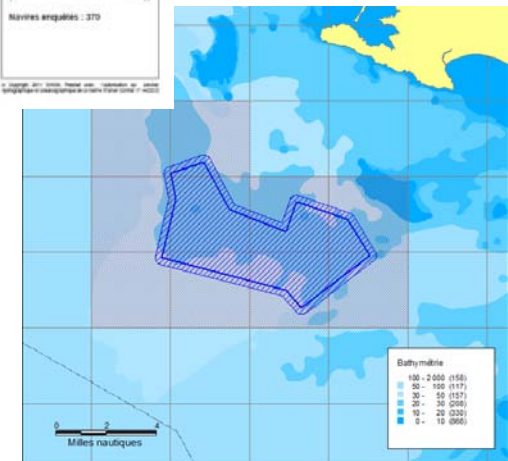 Navires enquêtés : 370
Bathymétrie
100 - 2 000 (158)
50 - 100 (117)
30 - 50 (157)
20 - 30 (208)
10 - 20 (330)
0 - 10 (866)
0 2 4
Milles nautiques